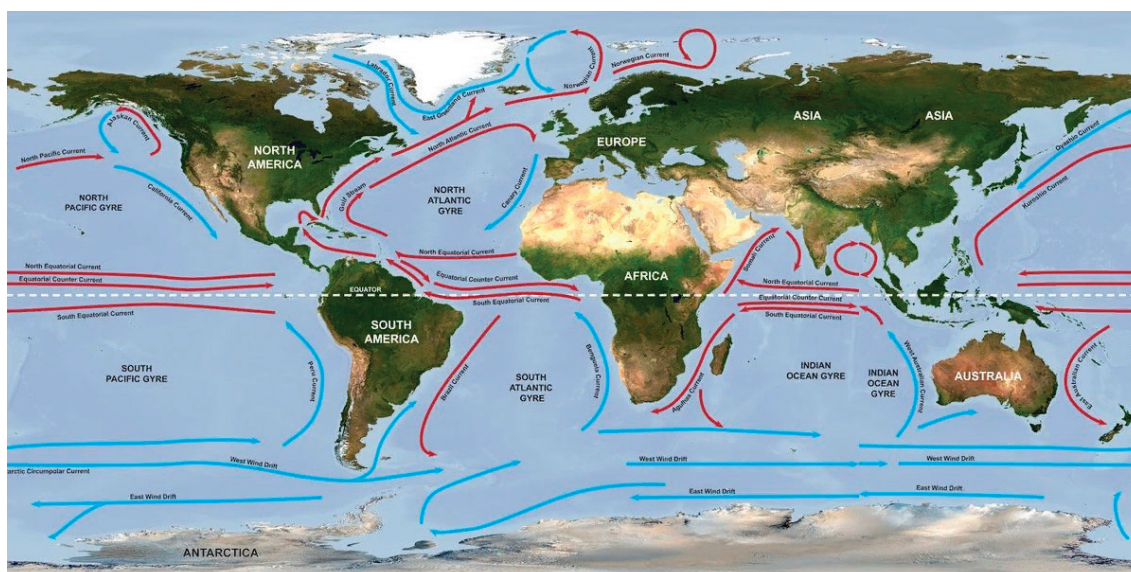 Norwegian Current
Norwegian Current
Labrador Current
East Greenland Current
Alaskan Current
NORTH
AMERICA
EUROPE
ASIA
ASIA
Oyashio Current
North Pacific Current
North Atlantic Current
Kuroshio Current
NORTH
PACIFIC GYRE
California Current
Gulf Stream
NORTH
ATLANTIC
GYRE
Canary Current
Somali Current
North Equatorial Current
North Equatorial Current
Equatorial Counter Current
Equatorial Counter Current
AFRICA
North Equatorial Current
EQUATOR
South Equatorial Current
Equatorial Counter Current
South Equatorial Current
South Equatorial Current
SOUTH
AMERICA
SOUTH
PACIFIC GYRE
Peru Current
Brazil Current
SOUTH
ATLANTIC
GYRE
Benguela Current
Agulhas Current
INDIAN
OCEAN GYRE
INDIAN
OCEAN
GYRE
West Australian Current
AUSTRALIA
East Australian Current
arctic Circumpolar Current
West Wind Drift
West Wind Drift
West Wind Drift
East Wind Drift
East Wind Drift
East Wind Drift
ANTARCTICA